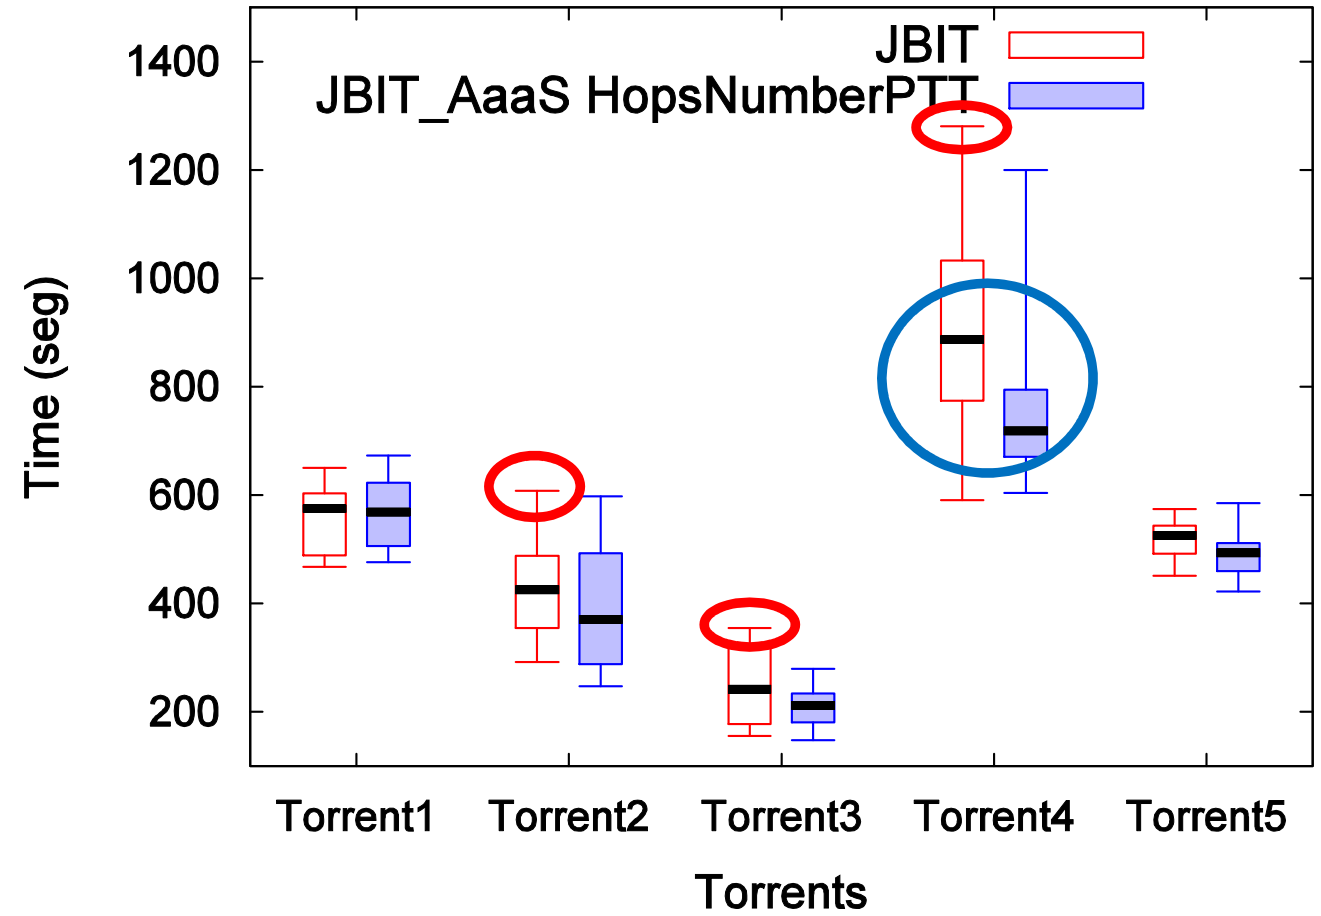 JBIT
JBIT_AaaS HopsNumberPTT
1400
1200
1000
800
600
400
200
Time (seg)
Torrent1 Torrent2 Torrent3 Torrent4 Torrent5
Torrents